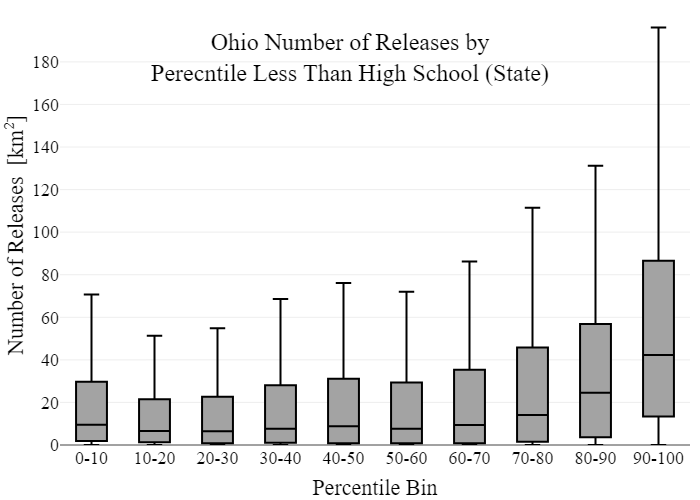 Ohio Number of Releases by
Perecntile Less Than High School (State)
Number of Releases [km²]
180
160
140
120
100
80
60
40
20
0
0-10 10-20 20-30 30-40 40-50 50-60 60-70 70-80 80-90 90-100
Percentile Bin